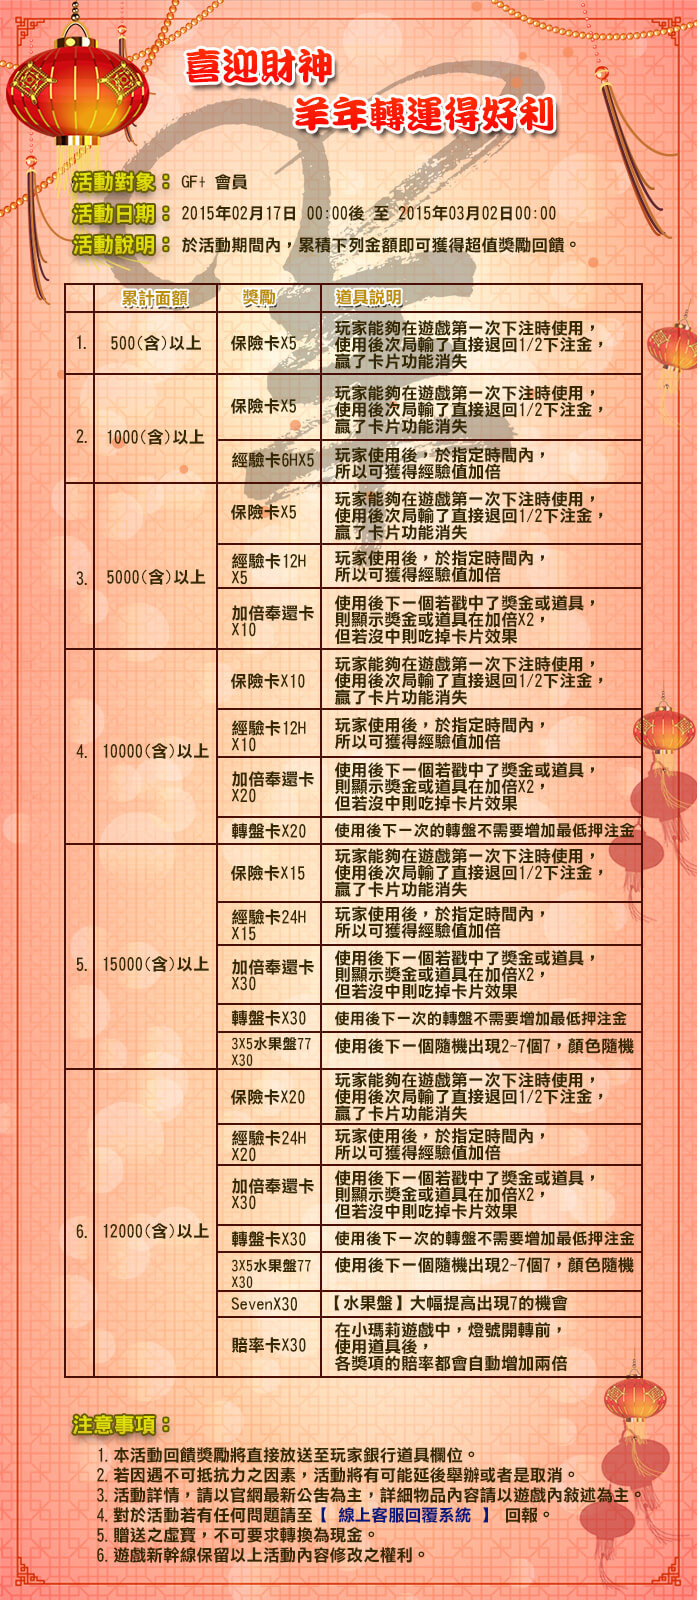 喜迎財神
羊年轉運得好利
活動對象： GF+ 會員
活動日期： 2015年02月17日 00:00後 至 2015年03月02日00:00
活動說明： 於活動期間內，累積下列金額即可獲得超值獎勵回饋。
累計面額 獎勵 道具說明
1. 500(含)以上 保險卡X5
玩家能夠在遊戲第一次下注時使用，
使用後次局輸了直接退回1/2下注金，
贏了卡片功能消失
2. 1000(含)以上
保險卡X5
玩家能夠在遊戲第一次下注時使用，
使用後次局輸了直接退回1/2下注金，
贏了卡片功能消失
經驗卡6HX5
玩家使用後，於指定時間內，
所以可獲得經驗值加倍
3. 5000(含)以上
保險卡X5
玩家能夠在遊戲第一次下注時使用，
使用後次局輸了直接退回1/2下注金，
贏了卡片功能消失
經驗卡12H
X5
玩家使用後，於指定時間內，
所以可獲得經驗值加倍
加倍奉還卡
X10
使用後下一個若戳中了獎金或道具，
則顯示獎金或道具在加倍X2，
但若沒中則吃掉卡片效果
4. 10000(含)以上
保險卡X10
玩家能夠在遊戲第一次下注時使用，
使用後次局輸了直接退回1/2下注金，
贏了卡片功能消失
經驗卡12H
X10
玩家使用後，於指定時間內，
所以可獲得經驗值加倍
加倍奉還卡
X20
使用後下一個若戳中了獎金或道具，
則顯示獎金或道具在加倍X2，
但若沒中則吃掉卡片效果
轉盤卡X20 使用後下一次的轉盤不需要增加最低押注金
5. 15000(含)以上
保險卡X15
玩家能夠在遊戲第一次下注時使用，
使用後次局輸了直接退回1/2下注金，
贏了卡片功能消失
經驗卡24H
X15
玩家使用後，於指定時間內，
所以可獲得經驗值加倍
加倍奉還卡
X30
使用後下一個若戳中了獎金或道具，
則顯示獎金或道具在加倍X2，
但若沒中則吃掉卡片效果
轉盤卡X30 使用後下一次的轉盤不需要增加最低押注金
3X5水果盤77
X30
使用後下一個隨機出現2~7個7，顏色隨機
6. 12000(含)以上
保險卡X20
玩家能夠在遊戲第一次下注時使用，
使用後次局輸了直接退回1/2下注金，
贏了卡片功能消失
經驗卡24H
X20
玩家使用後，於指定時間內，
所以可獲得經驗值加倍
加倍奉還卡
X30
使用後下一個若戳中了獎金或道具，
則顯示獎金或道具在加倍X2，
但若沒中則吃掉卡片效果
轉盤卡X30 使用後下一次的轉盤不需要增加最低押注金
3X5水果盤77
X30
使用後下一個隨機出現2~7個7，顏色隨機
SevenX30 【水果盤】大幅提高出現7的機會
賠率卡X30
在小瑪莉遊戲中，燈號開轉前，
使用道具後，
各獎項的賠率都會自動增加兩倍
注意事項：
1. 本活動回饋獎勵將直接放送至玩家銀行道具欄位。
2. 若因遇不可抵抗力之因素，活動將有可能延後舉辦或者是取消。
3. 活動詳情，請以官網最新公告為主，詳細物品內容請以遊戲內敘述為主。
4. 對於活動若有任何問題請至【 線上客服回覆系統 】 回報。
5. 贈送之虛寶，不可要求轉換為現金。
6. 遊戲新幹線保留以上活動內容修改之權利。